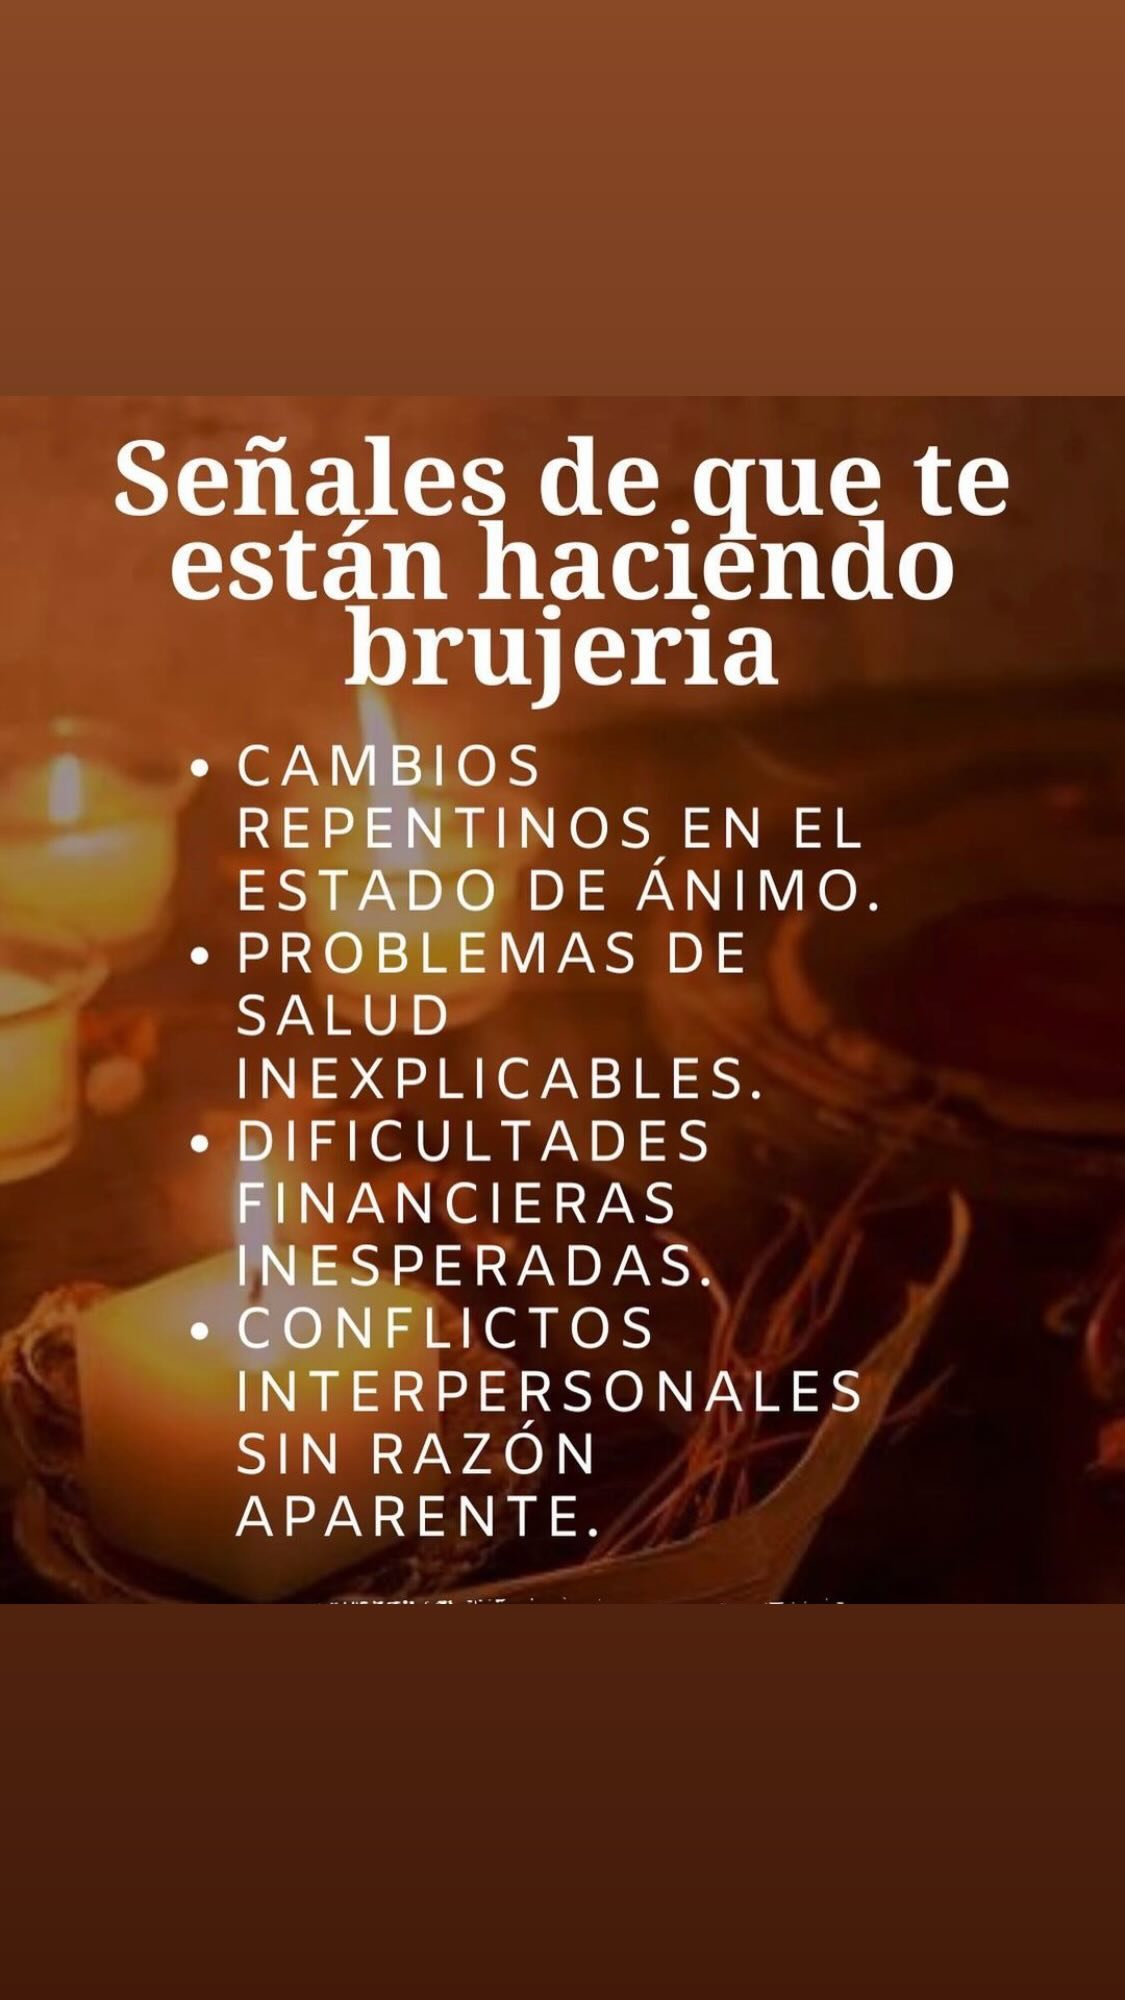 Señales de que te
están haciendo
brujeria
• CAMBIOS
REPENTINOS EN EL
ESTADO DE ÁNIMO.
• PROBLEMAS DE
SALUD
INEXPLICABLES.
• DIFICULTADES
FINANCIERAS
INESPERADAS.
• CONFLICTOS
INTERPERSONALES
SIN RAZÓN
APARENTE.